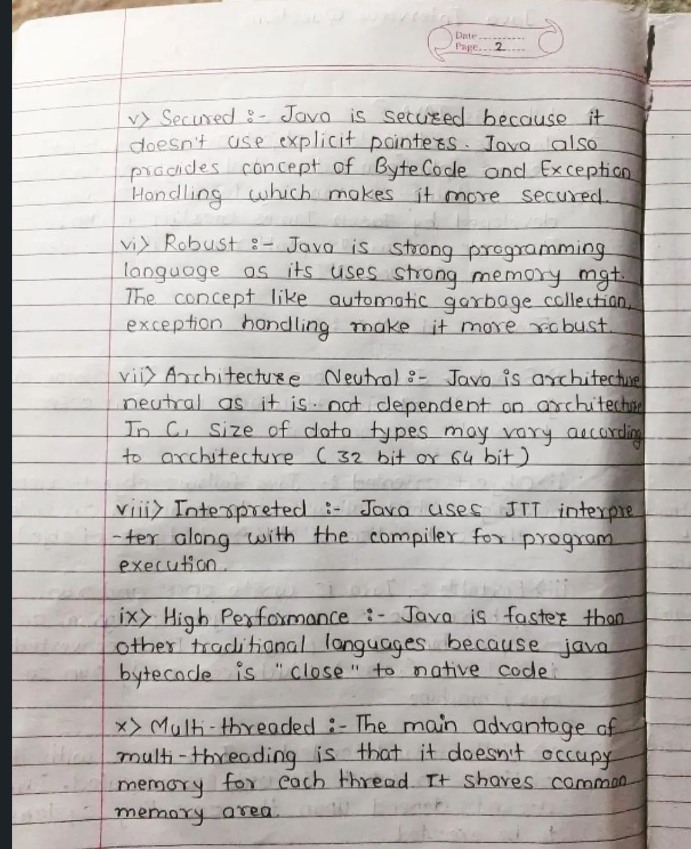 Date ............
Page....2.....
v> Secured :- Java is secured because it
doesn't use explicit pointers. Java also
provides concept of ByteCode and Exception
Handling which makes it more secured.
vi> Robust :- Java is strong programming
language as its uses strong memory mgt.
The concept like automatic garbage collection,
exception handling make it more robust.
vii> Architecture Neutral :- Java is architecture
neutral as it is not dependent on architecture
In C, size of data types may vary according
to architecture (32 bit or 64 bit)
viii> Interpreted :- Java uses JIT interpre
-ter along with the compiler for program
execution.
ix> High Performance :- Java is faster than
other traditional languages because java
bytecode is "close" to native code.
x> Multi-threaded :- The main advantage of
multi-threading is that it doesn't occupy
memory for each thread It shares common
memory area.